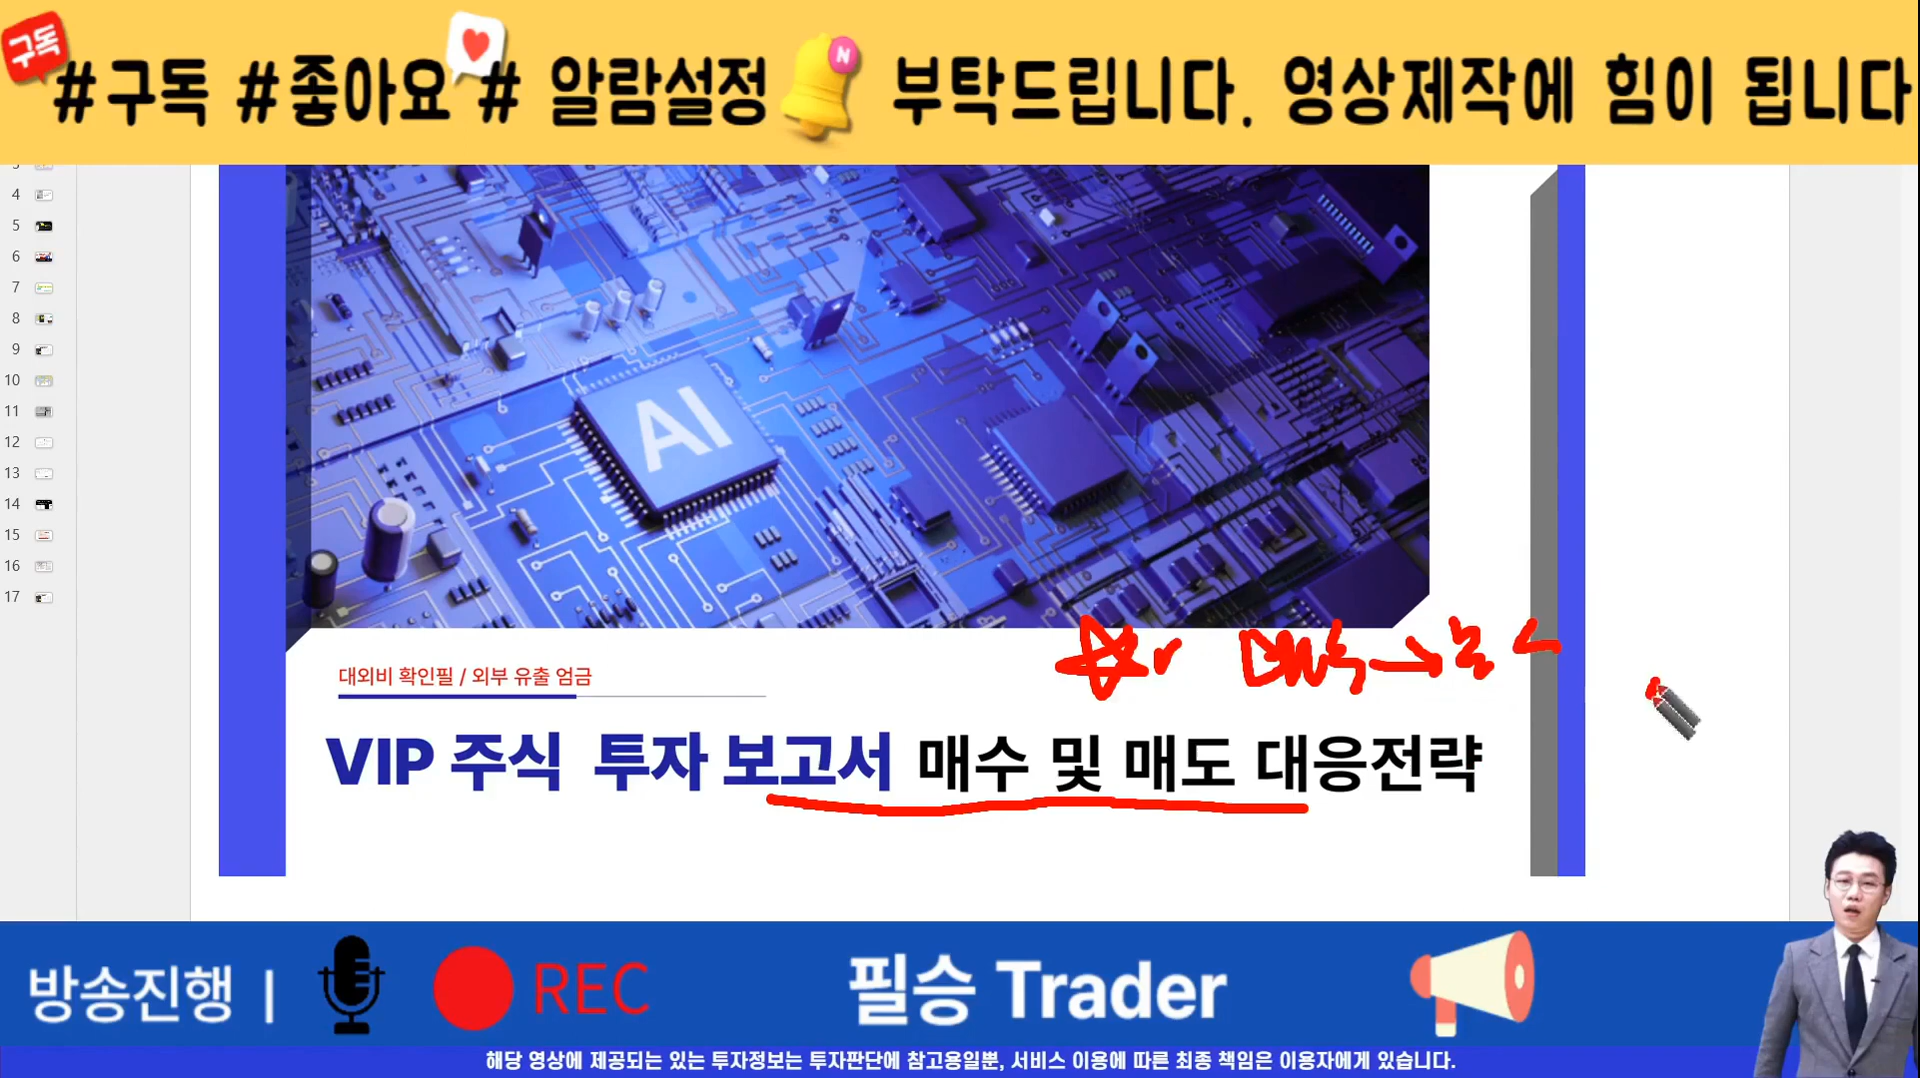 구독
N
#구독 #좋아요 # 알람설정 부탁드립니다. 영상제작에 힘이 됩니다
4
5
6
7
8
9
10
11
12
13
14
15
16
17
AI
대외비 확인필 / 외부 유출 엄금
VIP 주식 투자 보고서 매수 및 매도 대응전략
방송진행 | REC 필승 Trader
해당 영상에 제공되는 있는 투자정보는 투자판단에 참고용일뿐, 서비스 이용에 따른 최종 책임은 이용자에게 있습니다.